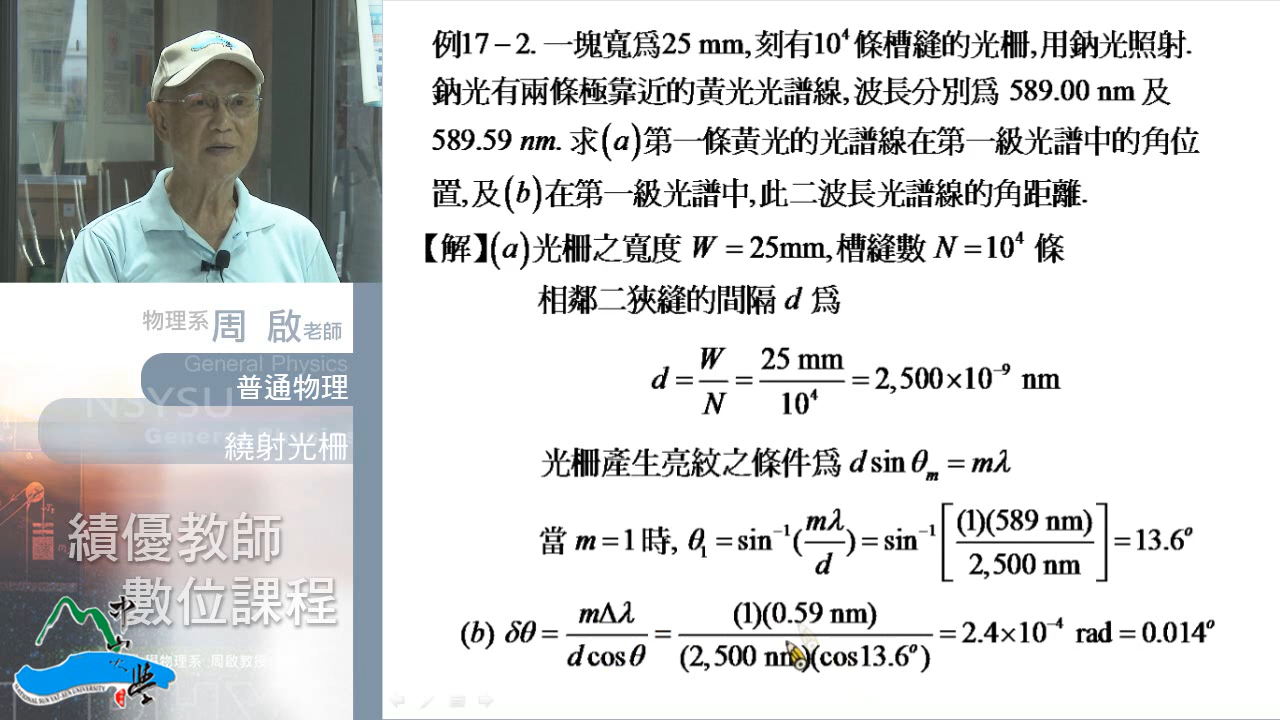 例17－2. 一塊寬為25 mm, 刻有10⁴ 條槽縫的光柵, 用鈉光照射.
鈉光有兩條極靠近的黃光光譜線, 波長分別為 589.00 nm 及
589.59 nm. 求(a)第一條黃光的光譜線在第一級光譜中的角位
置, 及(b)在第一級光譜中, 此二波長光譜線的角距離.
【解】(a)光柵之寬度 W = 25mm, 槽縫數 N = 10⁴ 條
相鄰二狹縫的間隔 d 為
d = W/N = 25 mm/10⁴ = 2,500×10⁻⁹ nm
光柵產生亮紋之條件為 d sin θₘ = mλ
當 m = 1 時, θ₁ = sin⁻¹(mλ/d) = sin⁻¹[(1)(589 nm)/2,500 nm] = 13.6°
(b) δθ = mΔλ/d cosθ = (1)(0.59 nm)/(2,500 nm)(cos13.6°) = 2.4×10⁻⁴ rad = 0.014°
物理系 周 啟 老師
General Physics
普通物理
NSYSU
General Physics
繞射光柵
績優教師
數位課程